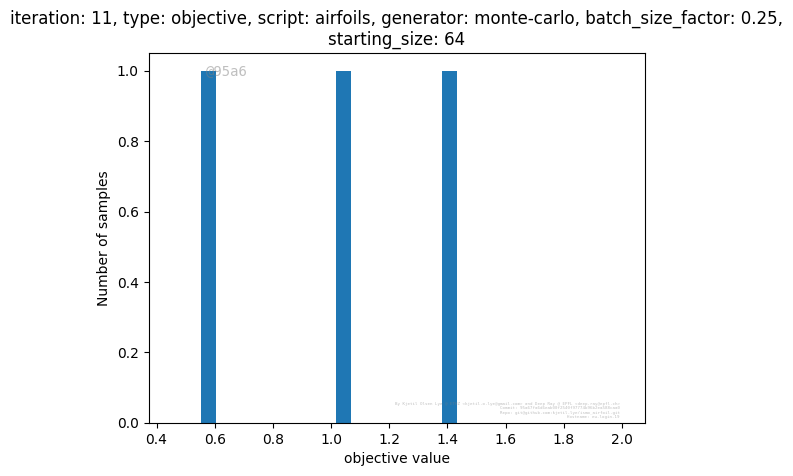 iteration: 11, type: objective, script: airfoils, generator: monte-carlo, batch_size_factor: 0.25,
starting_size: 64
@95a6
1.0
0.8
0.6
0.4
0.2
0.0
Number of samples
0.4 0.6 0.8 1.0 1.2 1.4 1.6 1.8 2.0
objective value